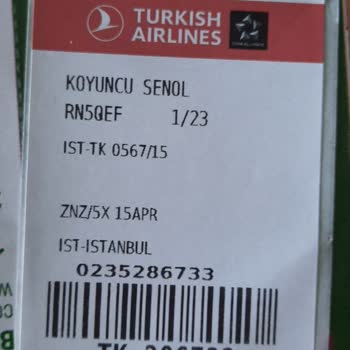 TURKISH
AIRLINES
KOYUNCU SENOL
RN5QEF 1/23
IST-TK 0567/15
ZNZ/5X 15APR
IST-ISTANBUL
0235286733